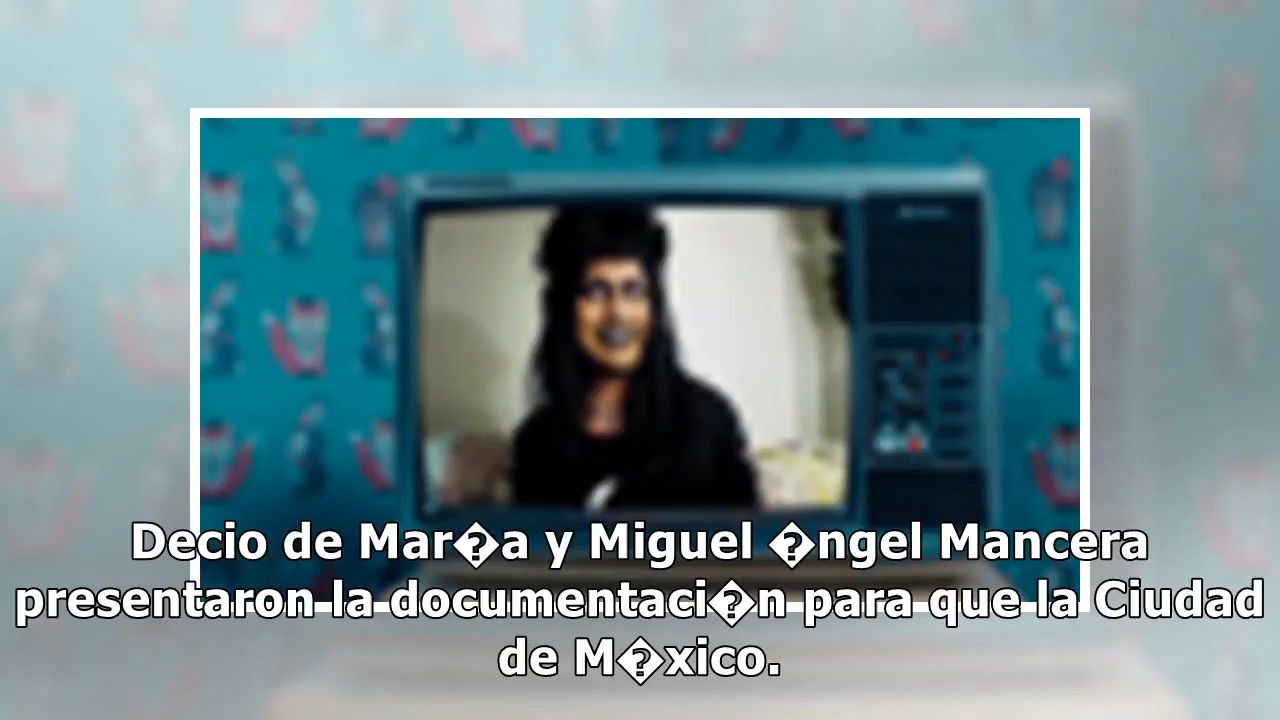 Decio de Mar�a y Miguel �ngel Mancera
presentaron la documentaci�n para que la Ciudad
de M�xico.